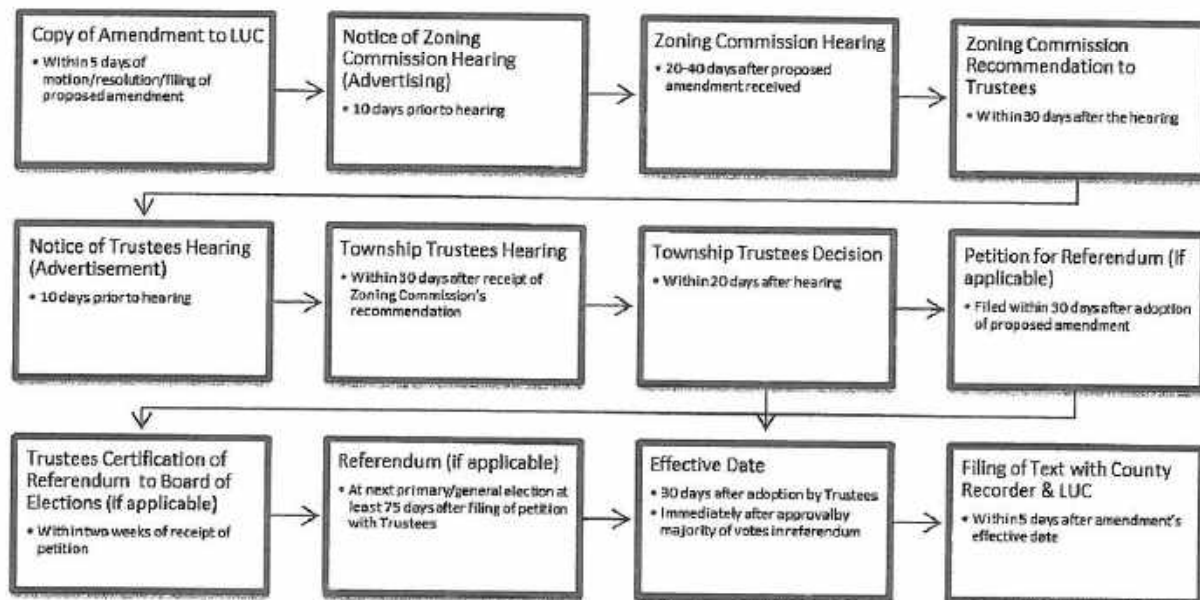 Copy of Amendment to LUC
• Within 5 days of
motion/resolution/filing of
proposed amendment
Notice of Zoning
Commission Hearing
(Advertising)
• 10 days prior to hearing
Zoning Commission Hearing
• 20-40 days after proposed
amendment received
Zoning Commission
Recommendation to
Trustees
• Within 30 days after the hearing
Notice of Trustees Hearing
(Advertisement)
• 10 days prior to hearing
Township Trustees Hearing
• Within 30 days after receipt of
Zoning Commission's
recommendation
Township Trustees Decision
• Within 20 days after hearing
Petition for Referendum (if
applicable)
• Filed within 30 days after adoption
of proposed amendment
Trustees Certification of
Referendum to Board of
Elections (if applicable)
• Within two weeks of receipt of
petition
Referendum (if applicable)
• At next primary/general election at
least 75 days after filing of petition
with Trustees
Effective Date
• 30 days after adoption by Trustees
• Immediately after approval by
majority of votes in referendum
Filing of Text with County
Recorder & LUC
• Within 5 days after amendment's
effective date